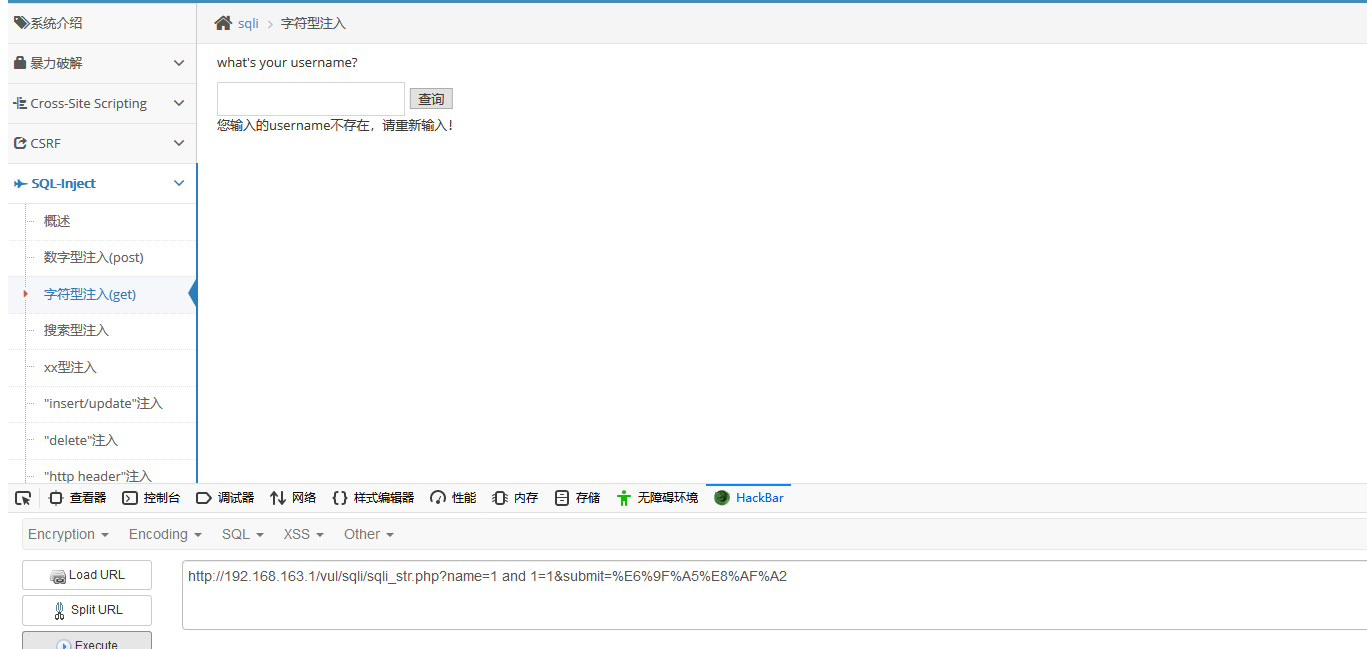 系统介绍
sqli > 字符型注入
暴力破解
what's your username?
Cross-Site Scripting
查询
您输入的username不存在，请重新输入!
CSRF
SQL-Inject
概述
数字型注入(post)
字符型注入(get)
搜索型注入
xx型注入
"insert/update"注入
"delete"注入
"http header"注入
查看器 控制台 调试器 网络 {} 样式编辑器 性能 内存 存储 无障碍环境 HackBar
Encryption Encoding SQL XSS Other
Load URL
http://192.168.163.1/vul/sqli/sqli_str.php?name=1 and 1=1&submit=%E6%9F%A5%E8%AF%A2
Split URL
Execute